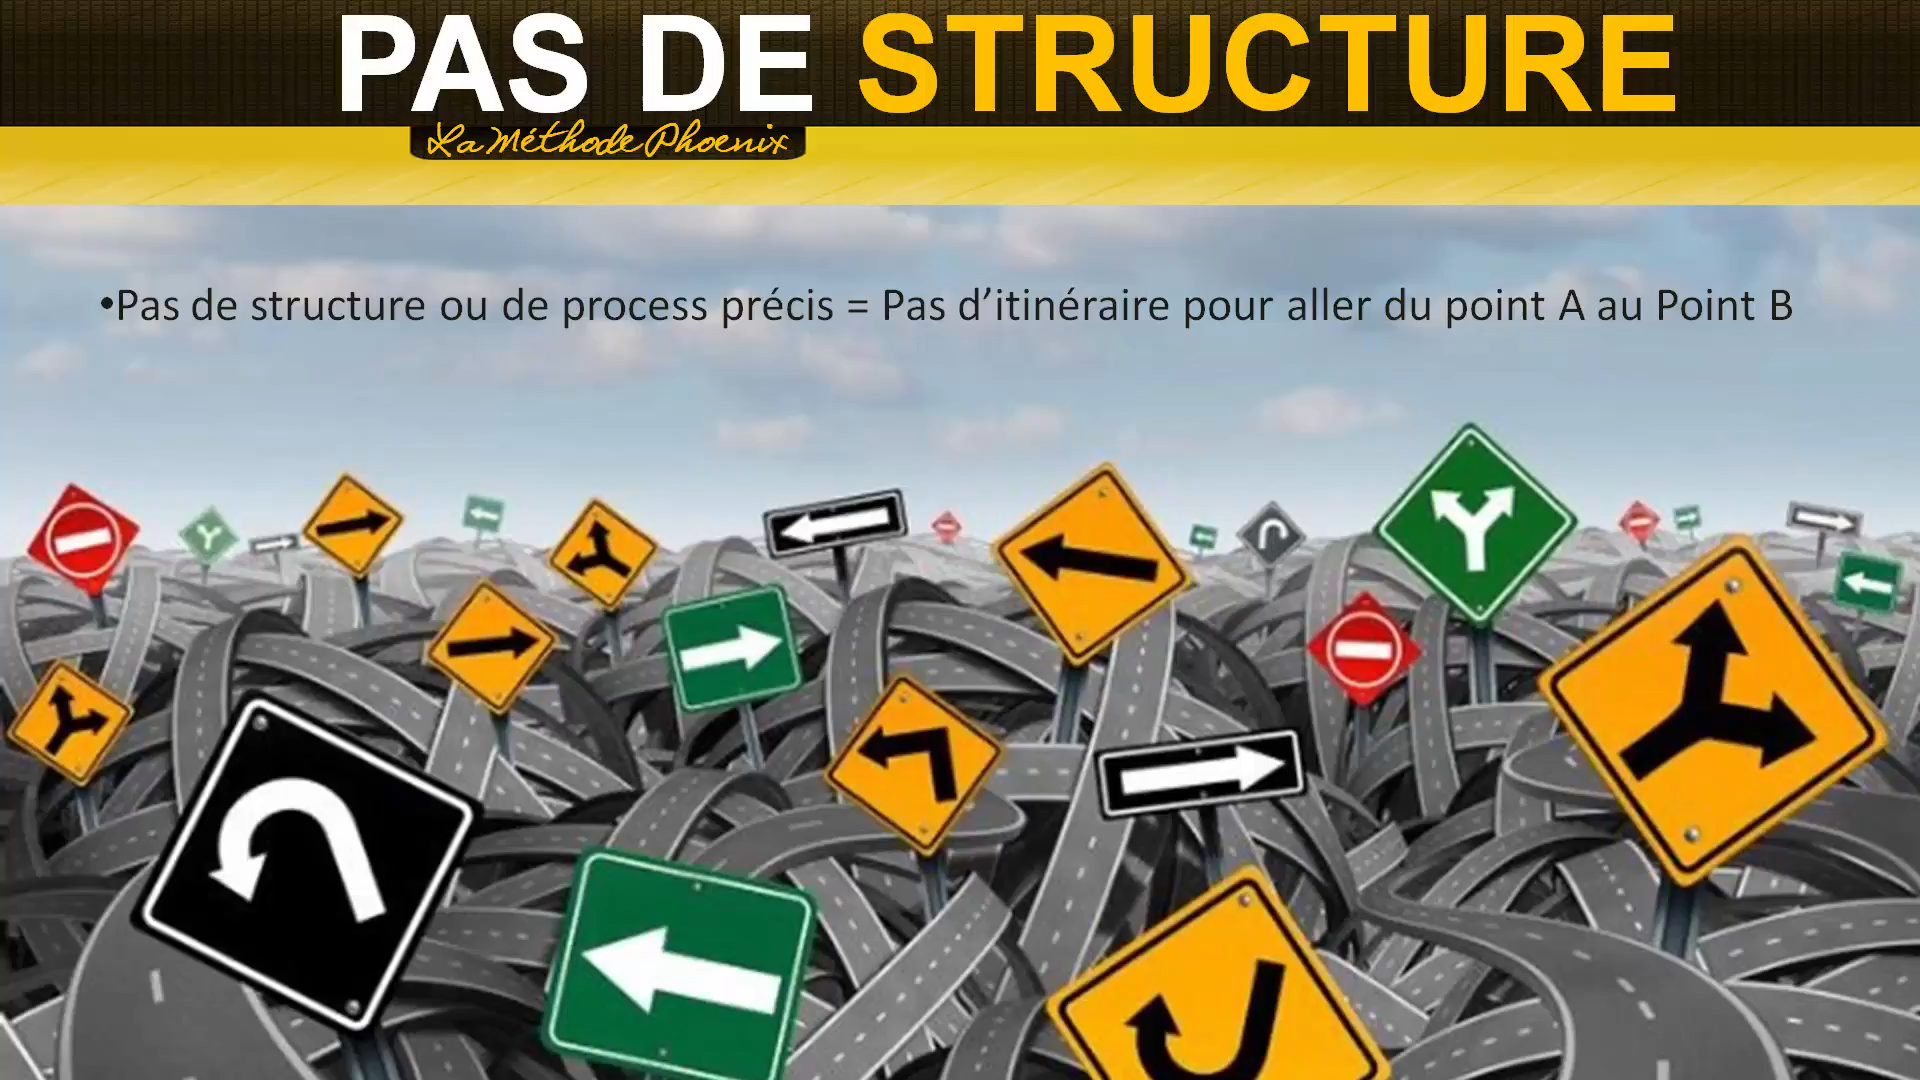 PAS DE STRUCTURE
La Méthode Phoenix
•Pas de structure ou de process précis = Pas d’itinéraire pour aller du point A au Point B